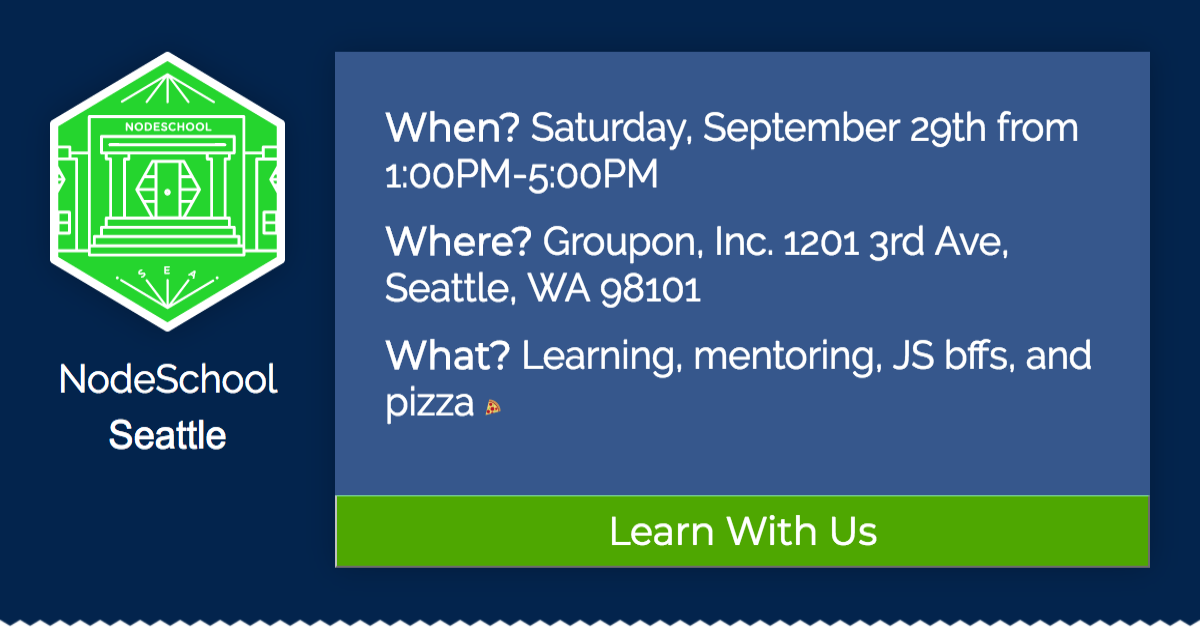 NODESCHOOL
SEA
NodeSchool
Seattle
When? Saturday, September 29th from
1:00PM-5:00PM
Where? Groupon, Inc. 1201 3rd Ave,
Seattle, WA 98101
What? Learning, mentoring, JS bffs, and
pizza 🍕
Learn With Us